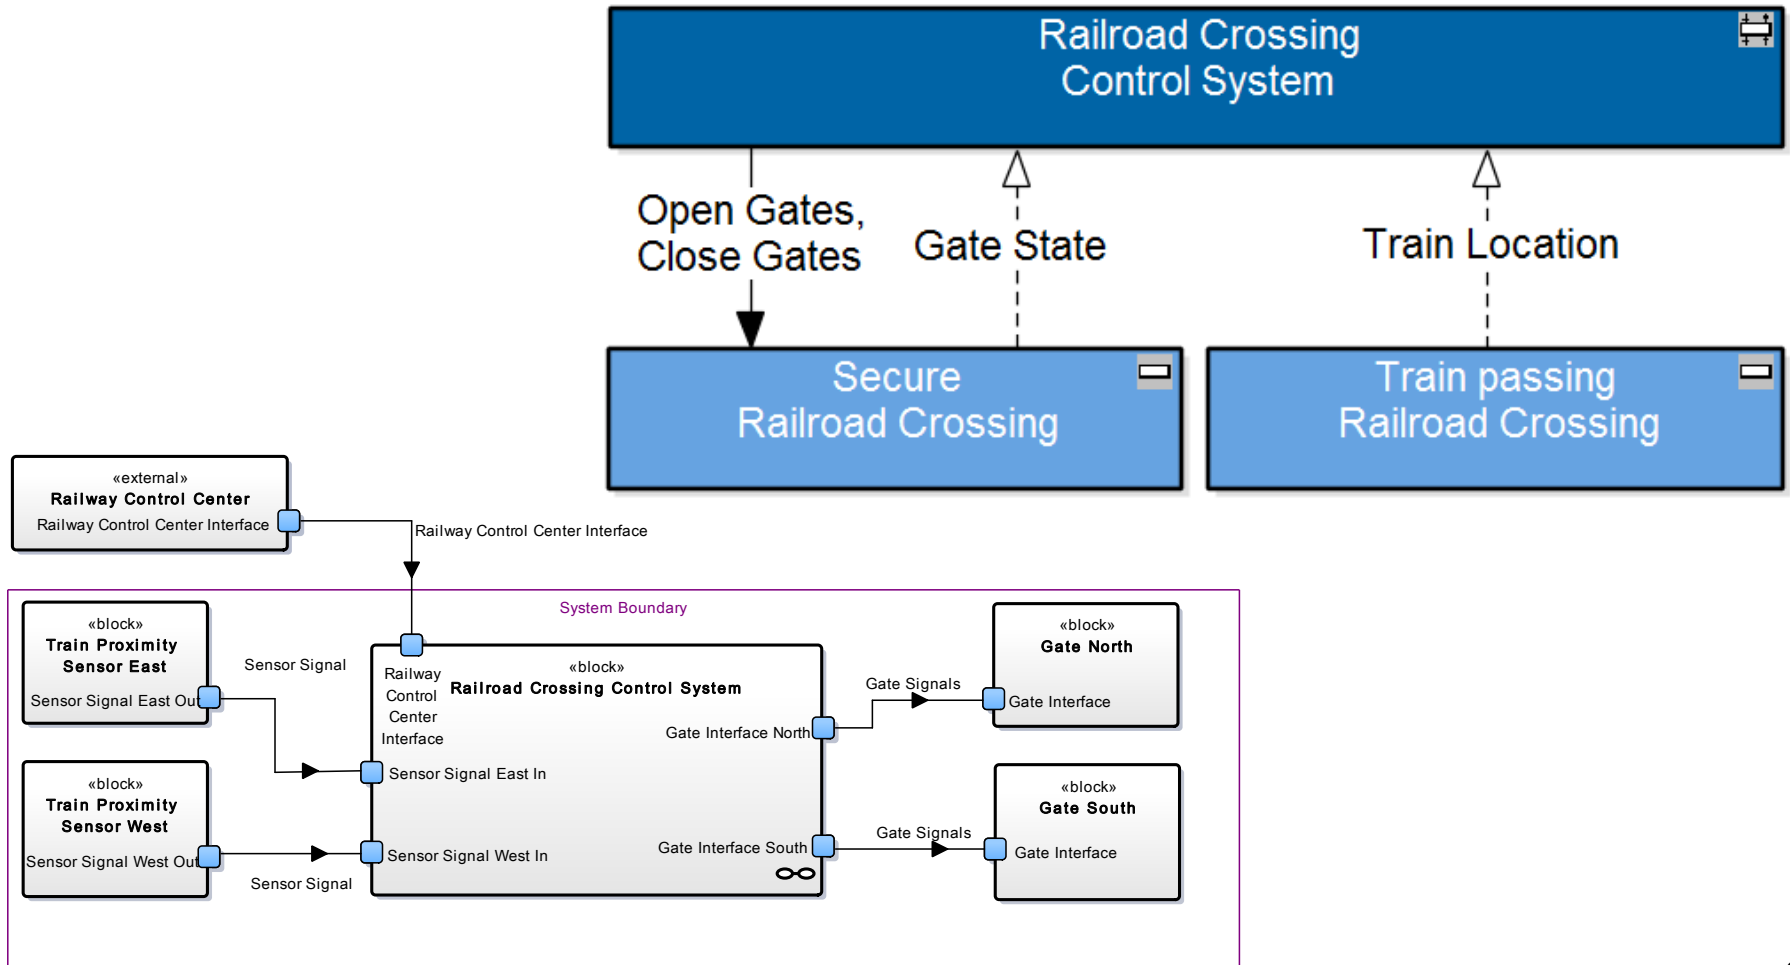 Railroad Crossing
Control System
Open Gates,
Close Gates
Gate State
Train Location
Secure
Railroad Crossing
Train passing
Railroad Crossing
«external»
Railway Control Center
Railway Control Center Interface
Railway Control Center Interface
System Boundary
«block»
Train Proximity
Sensor East
Sensor Signal East Out
Sensor Signal
«block»
Train Proximity
Sensor West
Sensor Signal West Out
Sensor Signal
«block»
Railroad Crossing Control System
Railway
Control
Center
Interface
Sensor Signal East In
Sensor Signal West In
Gate Interface North
Gate Interface South
Gate Signals
Gate Signals
«block»
Gate North
Gate Interface
«block»
Gate South
Gate Interface